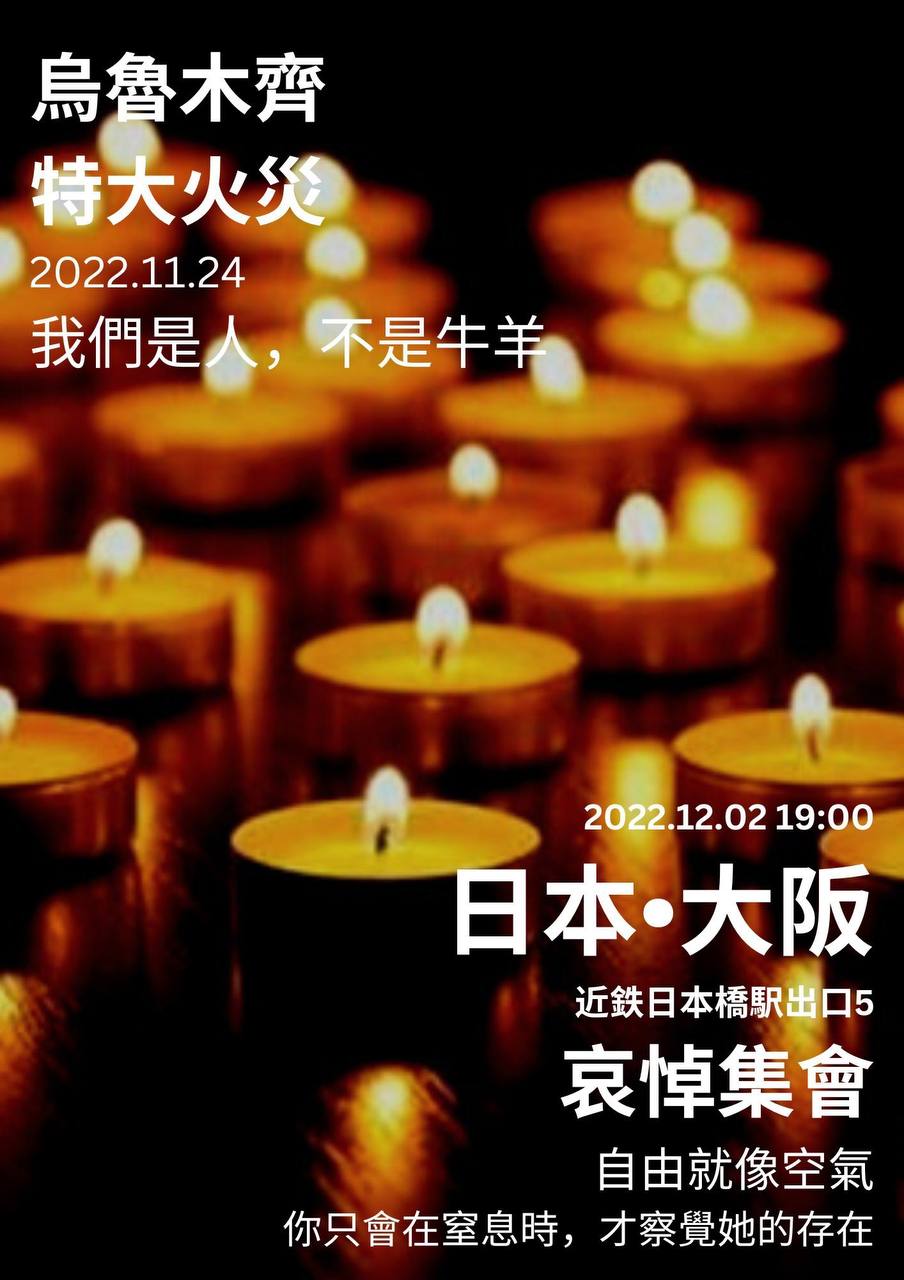 烏魯木齊
特大火災
2022.11.24
我們是人，不是牛羊
2022.12.02 19:00
日本•大阪
近鉄日本橋駅出口5
哀悼集會
自由就像空氣
你只會在窒息時，才察覺她的存在